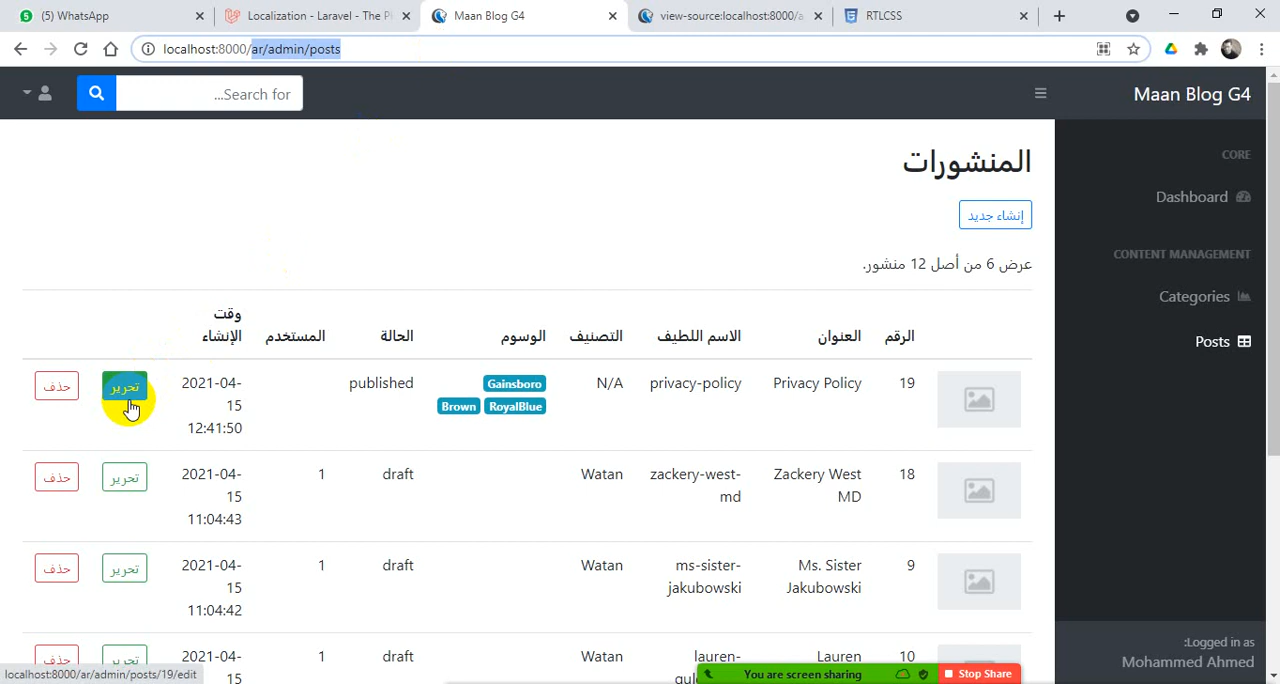 (5) WhatsApp
Localization - Laravel - The P
Maan Blog G4
view-source:localhost:8000/a
RTLCSS
localhost:8000/ar/admin/posts
Search for...
Maan Blog G4
CORE
Dashboard
CONTENT MANAGEMENT
Categories
Posts
المنشورات
إنشاء جديد
عرض 6 من أصل 12 منشور.
الرقم العنوان الاسم اللطيف التصنيف الوسوم الحالة المستخدم وقت الإنشاء
19 Privacy Policy privacy-policy N/A Gainsboro published 2021-04- تحرير حذف
Brown RoyalBlue 15
12:41:50
18 Zackery West zackery-west- Watan draft 1 2021-04- تحرير حذف
MD md 15
11:04:43
9 Ms. Sister ms-sister- Watan draft 1 2021-04- تحرير حذف
Jakubowski jakubowski 15
11:04:42
10 Lauren lauren- Watan draft 1 2021-04- تحرير حذف
15
Logged in as:
Mohammed Ahmed
localhost:8000/ar/admin/posts/19/edit
You are screen sharing
Stop Share